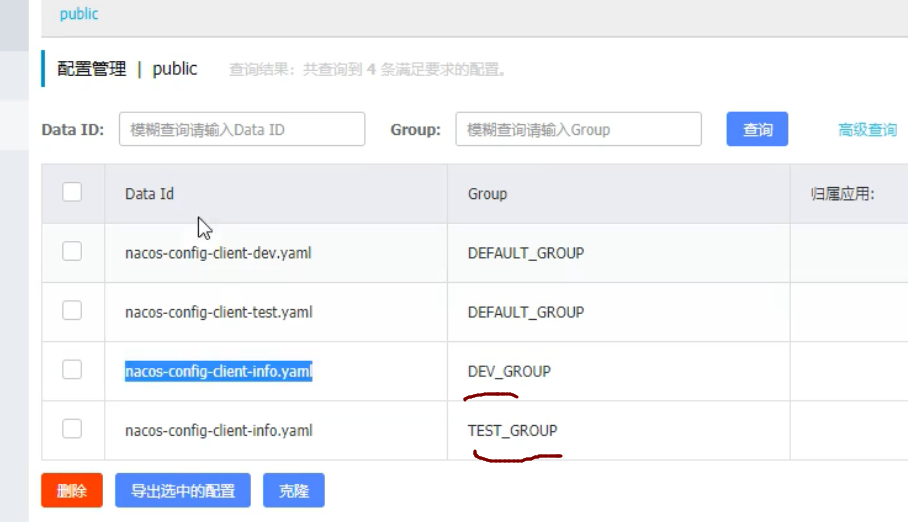 public
配置管理 | public 查询结果：共查询到 4 条满足要求的配置。
Data ID: 模糊查询请输入Data ID Group: 模糊查询请输入Group 查询 高级查询
Data Id Group 归属应用:
nacos-config-client-dev.yaml DEFAULT_GROUP
nacos-config-client-test.yaml DEFAULT_GROUP
nacos-config-client-info.yaml DEV_GROUP
nacos-config-client-info.yaml TEST_GROUP
删除 导出选中的配置 克隆